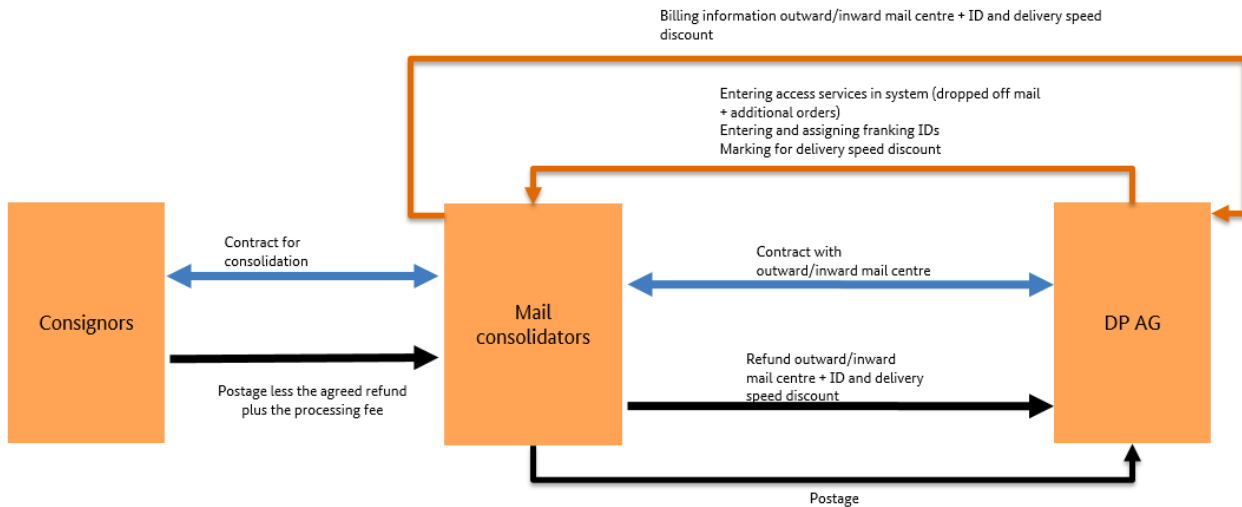 Billing information outward/inward mail centre + ID and delivery speed
discount
Entering access services in system (dropped off mail
+ additional orders)
Entering and assigning franking IDs
Marking for delivery speed discount
Contract for
consolidation
Contract with
outward/inward mail centre
Consignors
Mail
consolidators
DP AG
Postage less the agreed refund
plus the processing fee
Refund outward/inward
mail centre + ID and delivery
speed discount
Postage